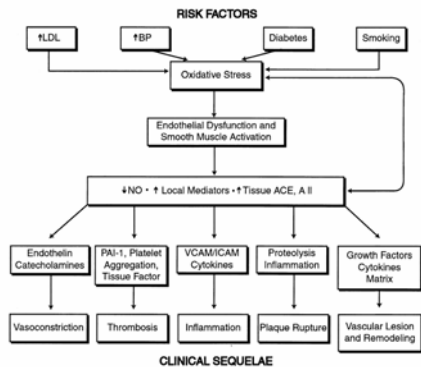 RISK FACTORS
↑LDL
↑BP
Diabetes
Smoking
Oxidative Stress
Endothelial Dysfunction and
Smooth Muscle Activation
↓NO · ↑ Local Mediators · ↑ Tissue ACE, A II
Endothelin
Catecholamines
PAI-1, Platelet
Aggregation,
Tissue Factor
VCAM/ICAM
Cytokines
Proteolysis
Inflammation
Growth Factors
Cytokines
Matrix
Vasoconstriction
Thrombosis
Inflammation
Plaque Rupture
Vascular Lesion
and Remodeling
CLINICAL SEQUELAE